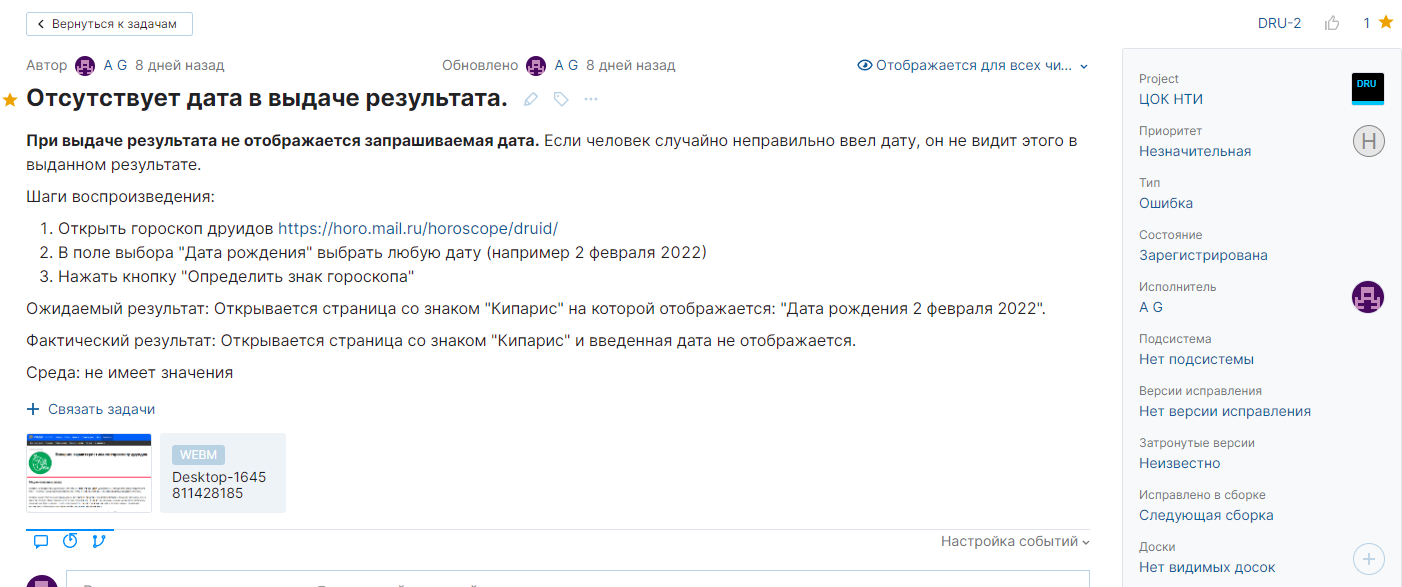 Вернуться к задачам
DRU-2
1
Автор A G 8 дней назад
Обновлено A G 8 дней назад
Отображается для всех чи...
Отсутствует дата в выдаче результата.
При выдаче результата не отображается запрашиваемая дата. Если человек случайно неправильно ввел дату, он не видит этого в
выданном результате.
Шаги воспроизведения:
1. Открыть гороскоп друидов https://horo.mail.ru/horoscope/druid/
2. В поле выбора "Дата рождения" выбрать любую дату (например 2 февраля 2022)
3. Нажать кнопку "Определить знак гороскопа"
Ожидаемый результат: Открывается страница со знаком "Кипарис" на которой отображается: "Дата рождения 2 февраля 2022".
Фактический результат: Открывается страница со знаком "Кипарис" и введенная дата не отображается.
Среда: не имеет значения
Связать задачи
WEBM
Desktop-1645
811428185
Настройка событий
Project
ЦОК НТИ
DRU
Приоритет
Незначительная
Н
Тип
Ошибка
Состояние
Зарегистрирована
Исполнитель
A G
Подсистема
Нет подсистемы
Версии исправления
Нет версии исправления
Затронутые версии
Неизвестно
Исправлено в сборке
Следующая сборка
Доски
Нет видимых досок